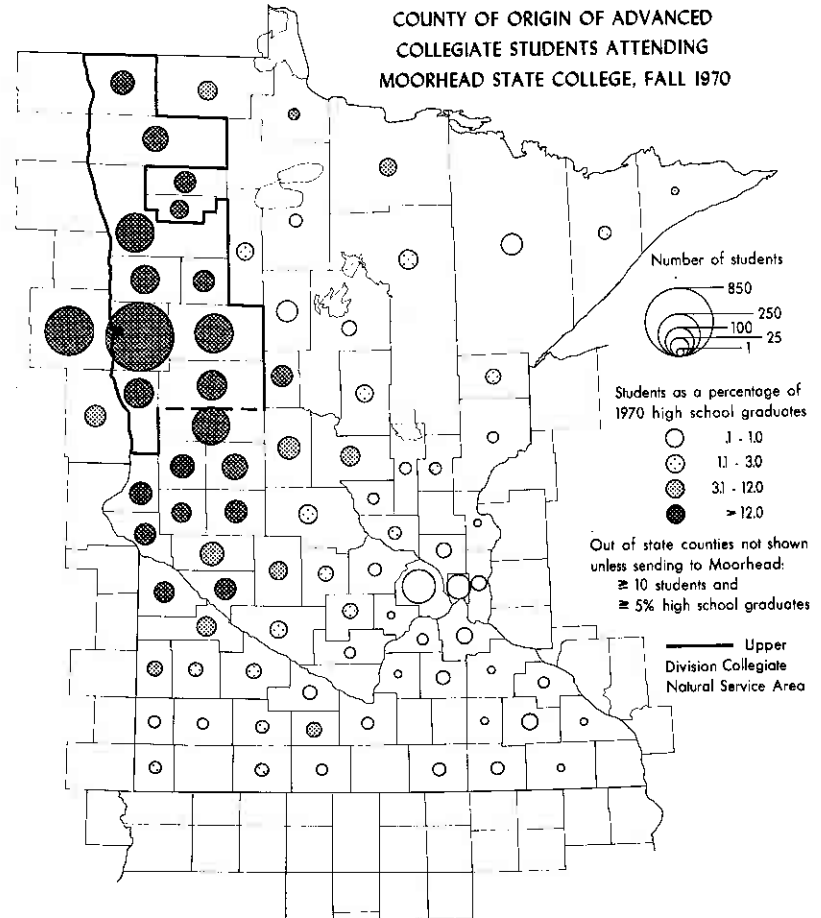 COUNTY OF ORIGIN OF ADVANCED
COLLEGIATE STUDENTS ATTENDING
MOORHEAD STATE COLLEGE, FALL 1970
Number of students
850
250
100
25
1
Students as a percentage of
1970 high school graduates
.1 - 1.0
1.1 - 3.0
3.1 - 12.0
> 12.0
Out of state counties not shown
unless sending to Moorhead:
≥ 10 students and
≥ 5% high school graduates
Upper
Division Collegiate
Natural Service Area